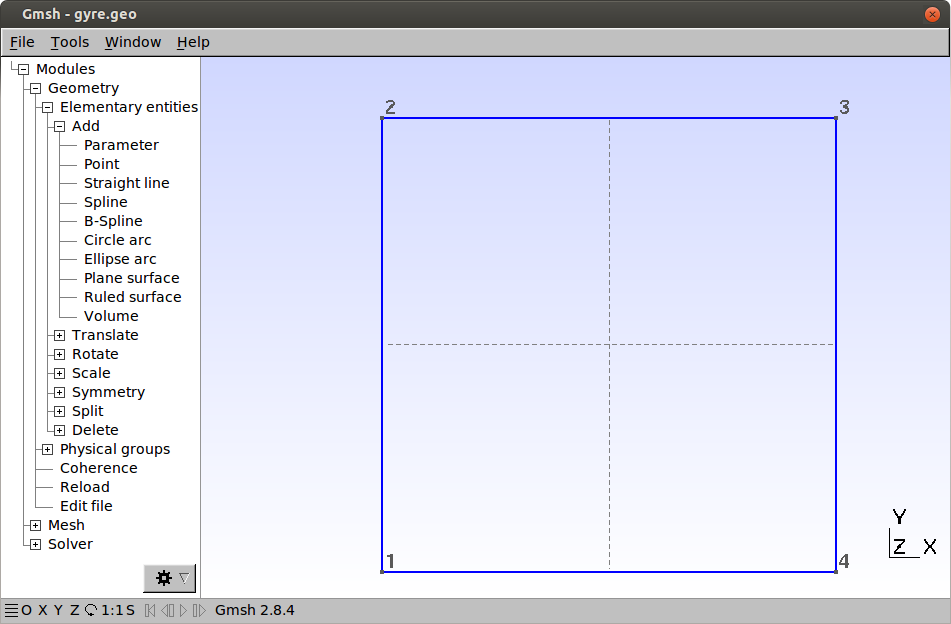 Gmsh - gyre.geo
File Tools Window Help
Modules
Geometry
Elementary entities
Add
Parameter
Point
Straight line
Spline
B-Spline
Circle arc
Ellipse arc
Plane surface
Ruled surface
Volume
Translate
Rotate
Scale
Symmetry
Split
Delete
Physical groups
Coherence
Reload
Edit file
Mesh
Solver
2 3
1 4
Y
Z X
O X Y Z 1:1 S Gmsh 2.8.4